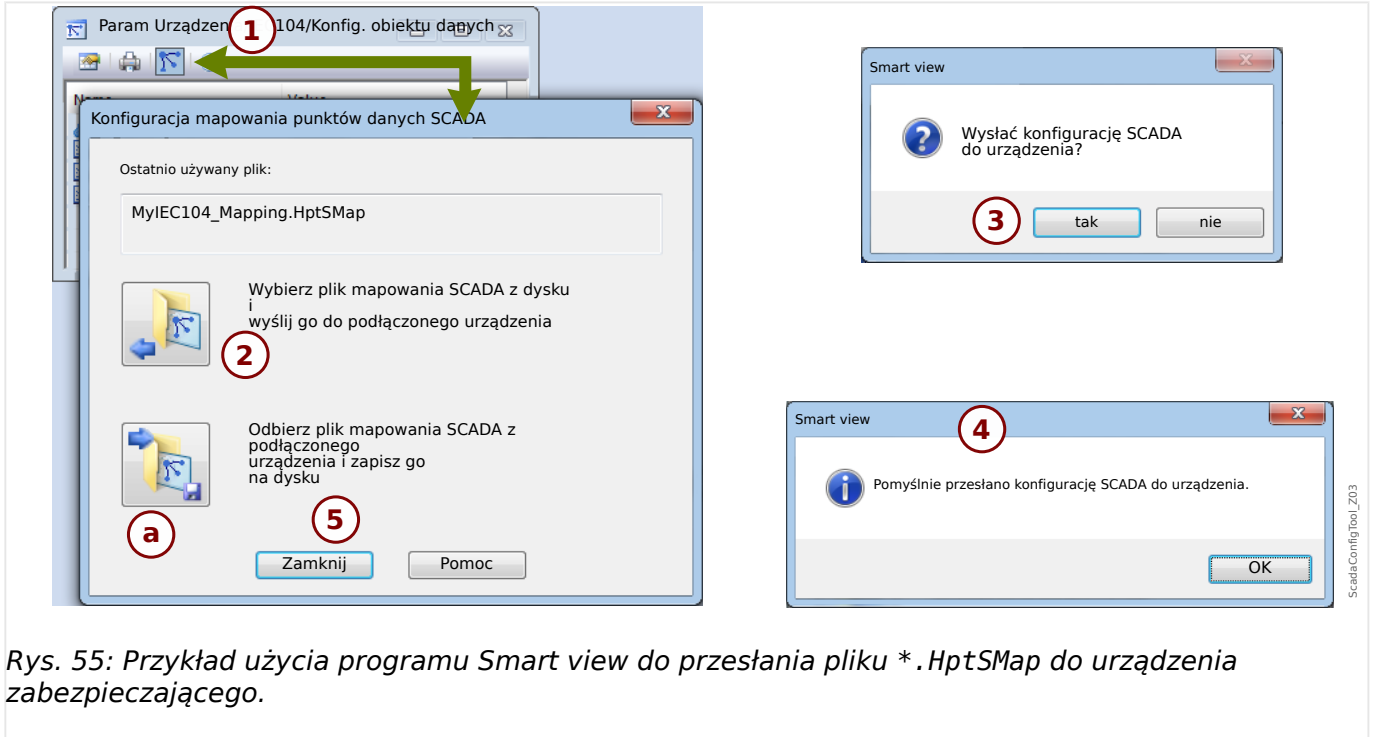 Param Urządzen
1
104/Konfig. obiektu danych
Name
Value
Konfiguracja mapowania punktów danych SCADA
Ostatnio używany plik:
MyIEC104_Mapping.HptSMap
Wybierz plik mapowania SCADA z dysku
i
wyślij go do podłączonego urządzenia
2
Odbierz plik mapowania SCADA z
podłączonego
urządzenia i zapisz go
na dysku
a
5
Zamknij
Pomoc
Smart view
Wysłać konfigurację SCADA
do urządzenia?
3
tak
nie
Smart view
4
Pomyślnie przesłano konfigurację SCADA do urządzenia.
OK
ScadaConfigTool_Z03
Rys. 55: Przykład użycia programu Smart view do przesłania pliku *.HptSMap do urządzenia
zabezpieczającego.